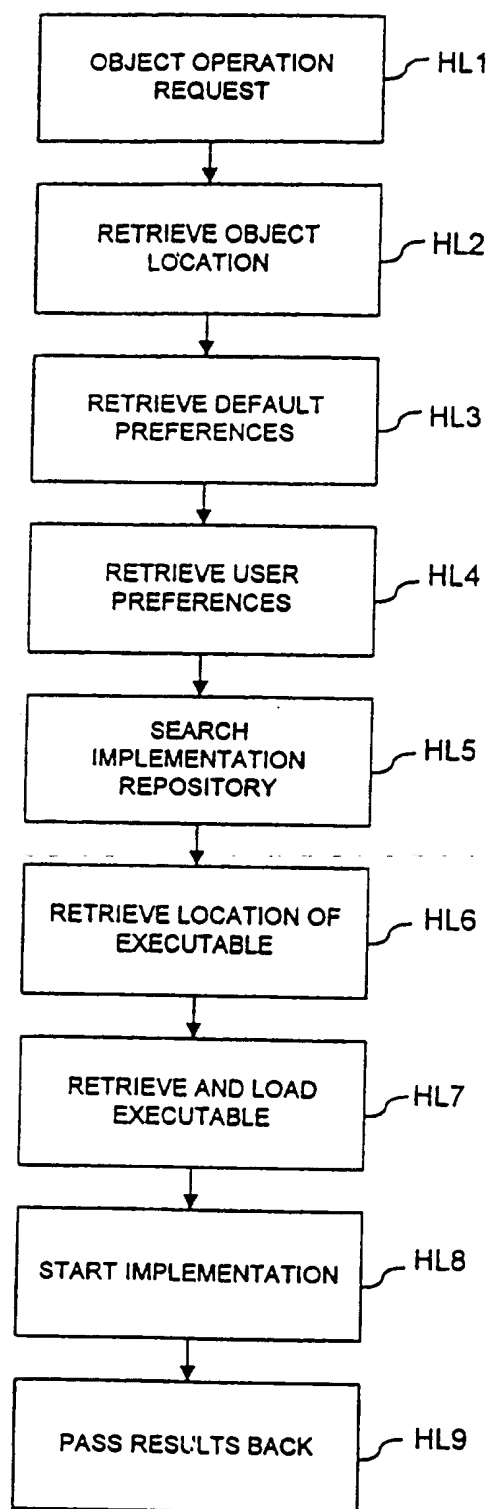 OBJECT OPERATION
REQUEST
HL1
RETRIEVE OBJECT
LOCATION
HL2
RETRIEVE DEFAULT
PREFERENCES
HL3
RETRIEVE USER
PREFERENCES
HL4
SEARCH
IMPLEMENTATION
REPOSITORY
HL5
RETRIEVE LOCATION OF
EXECUTABLE
HL6
RETRIEVE AND LOAD
EXECUTABLE
HL7
START IMPLEMENTATION
HL8
PASS RESULTS BACK
HL9